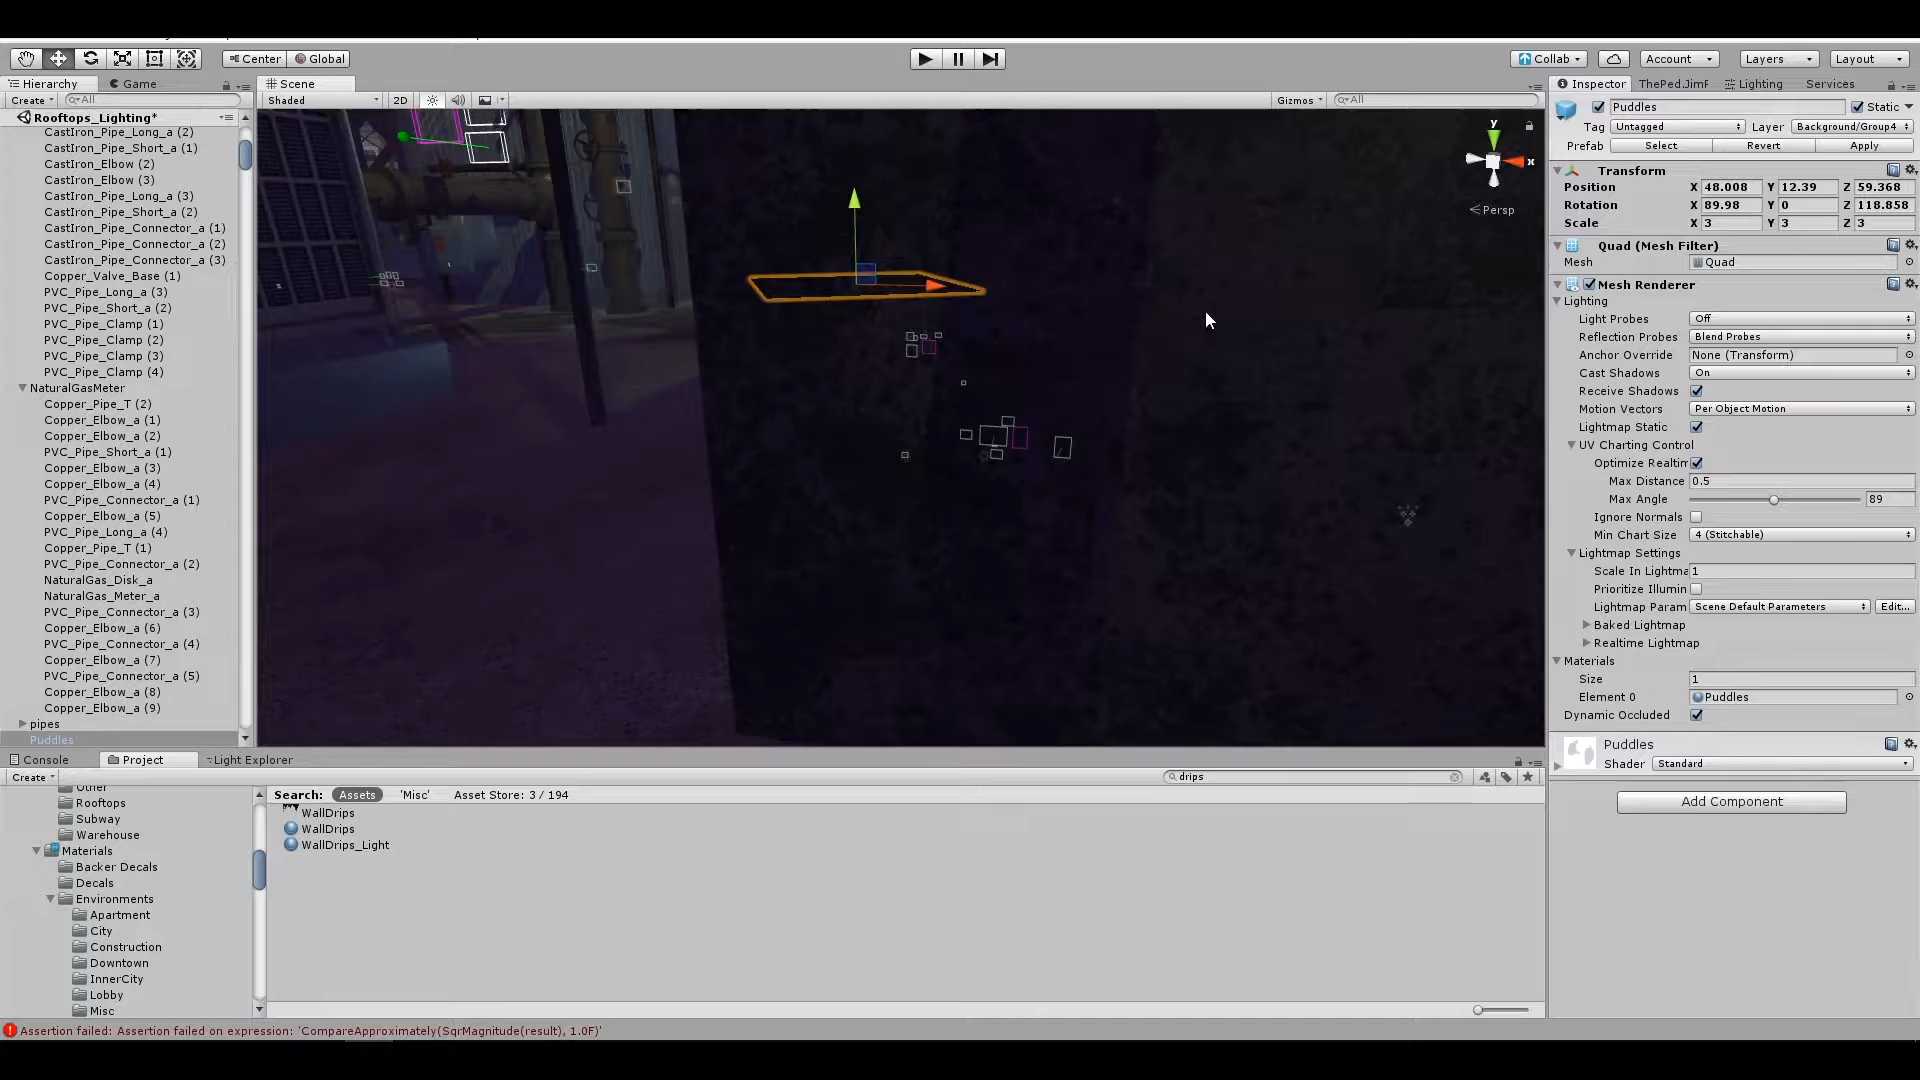 Center Global
Collab Account Layers Layout
Hierarchy Game
Create All
Rooftops_Lighting*
CastIron_Pipe_Long_a (2)
CastIron_Pipe_Short_a (1)
CastIron_Elbow (2)
CastIron_Elbow (3)
CastIron_Pipe_Long_a (3)
CastIron_Pipe_Short_a (2)
CastIron_Pipe_Connector_a (1)
CastIron_Pipe_Connector_a (2)
CastIron_Pipe_Connector_a (3)
Copper_Valve_Base (1)
PVC_Pipe_Long_a (3)
PVC_Pipe_Short_a (2)
PVC_Pipe_Clamp (1)
PVC_Pipe_Clamp (2)
PVC_Pipe_Clamp (3)
PVC_Pipe_Clamp (4)
NaturalGasMeter
Copper_Pipe_T (2)
Copper_Elbow_a (1)
Copper_Elbow_a (2)
PVC_Pipe_Short_a (1)
Copper_Elbow_a (3)
Copper_Elbow_a (4)
PVC_Pipe_Connector_a (1)
Copper_Elbow_a (5)
PVC_Pipe_Long_a (4)
Copper_Pipe_T (1)
PVC_Pipe_Connector_a (2)
NaturalGas_Disk_a
NaturalGas_Meter_a
PVC_Pipe_Connector_a (3)
Copper_Elbow_a (6)
PVC_Pipe_Connector_a (4)
Copper_Elbow_a (7)
PVC_Pipe_Connector_a (5)
Copper_Elbow_a (8)
Copper_Elbow_a (9)
pipes
Puddles
Scene
Shaded 2D Gizmos All
y
x
Persp
Inspector ThePed.JimF Lighting Services
Puddles Static
Tag Untagged Layer Background/Group4
Prefab Select Revert Apply
Transform
Position X 48.008 Y 12.39 Z 59.368
Rotation X 89.98 Y 0 Z 118.858
Scale X 3 Y 3 Z 3
Quad (Mesh Filter)
Mesh Quad
Mesh Renderer
Lighting
Light Probes Off
Reflection Probes Blend Probes
Anchor Override None (Transform)
Cast Shadows On
Receive Shadows
Motion Vectors Per Object Motion
Lightmap Static
UV Charting Control
Optimize Realtim
Max Distance 0.5
Max Angle 89
Ignore Normals
Min Chart Size 4 (Stitchable)
Lightmap Settings
Scale In Lightma 1
Prioritize Illumin
Lightmap Param Scene Default Parameters Edit...
Baked Lightmap
Realtime Lightmap
Materials
Size 1
Element 0 Puddles
Dynamic Occluded
Puddles
Shader Standard
Add Component
Console Project Light Explorer
Create drips
Other
Rooftops
Subway
Warehouse
Materials
Backer Decals
Decals
Environments
Apartment
City
Construction
Downtown
InnerCity
Lobby
Misc
Search: Assets 'Misc' Asset Store: 3 / 194
WallDrips
WallDrips
WallDrips_Light
Assertion failed: Assertion failed on expression: 'CompareApproximately(SqrMagnitude(result), 1.0F)'